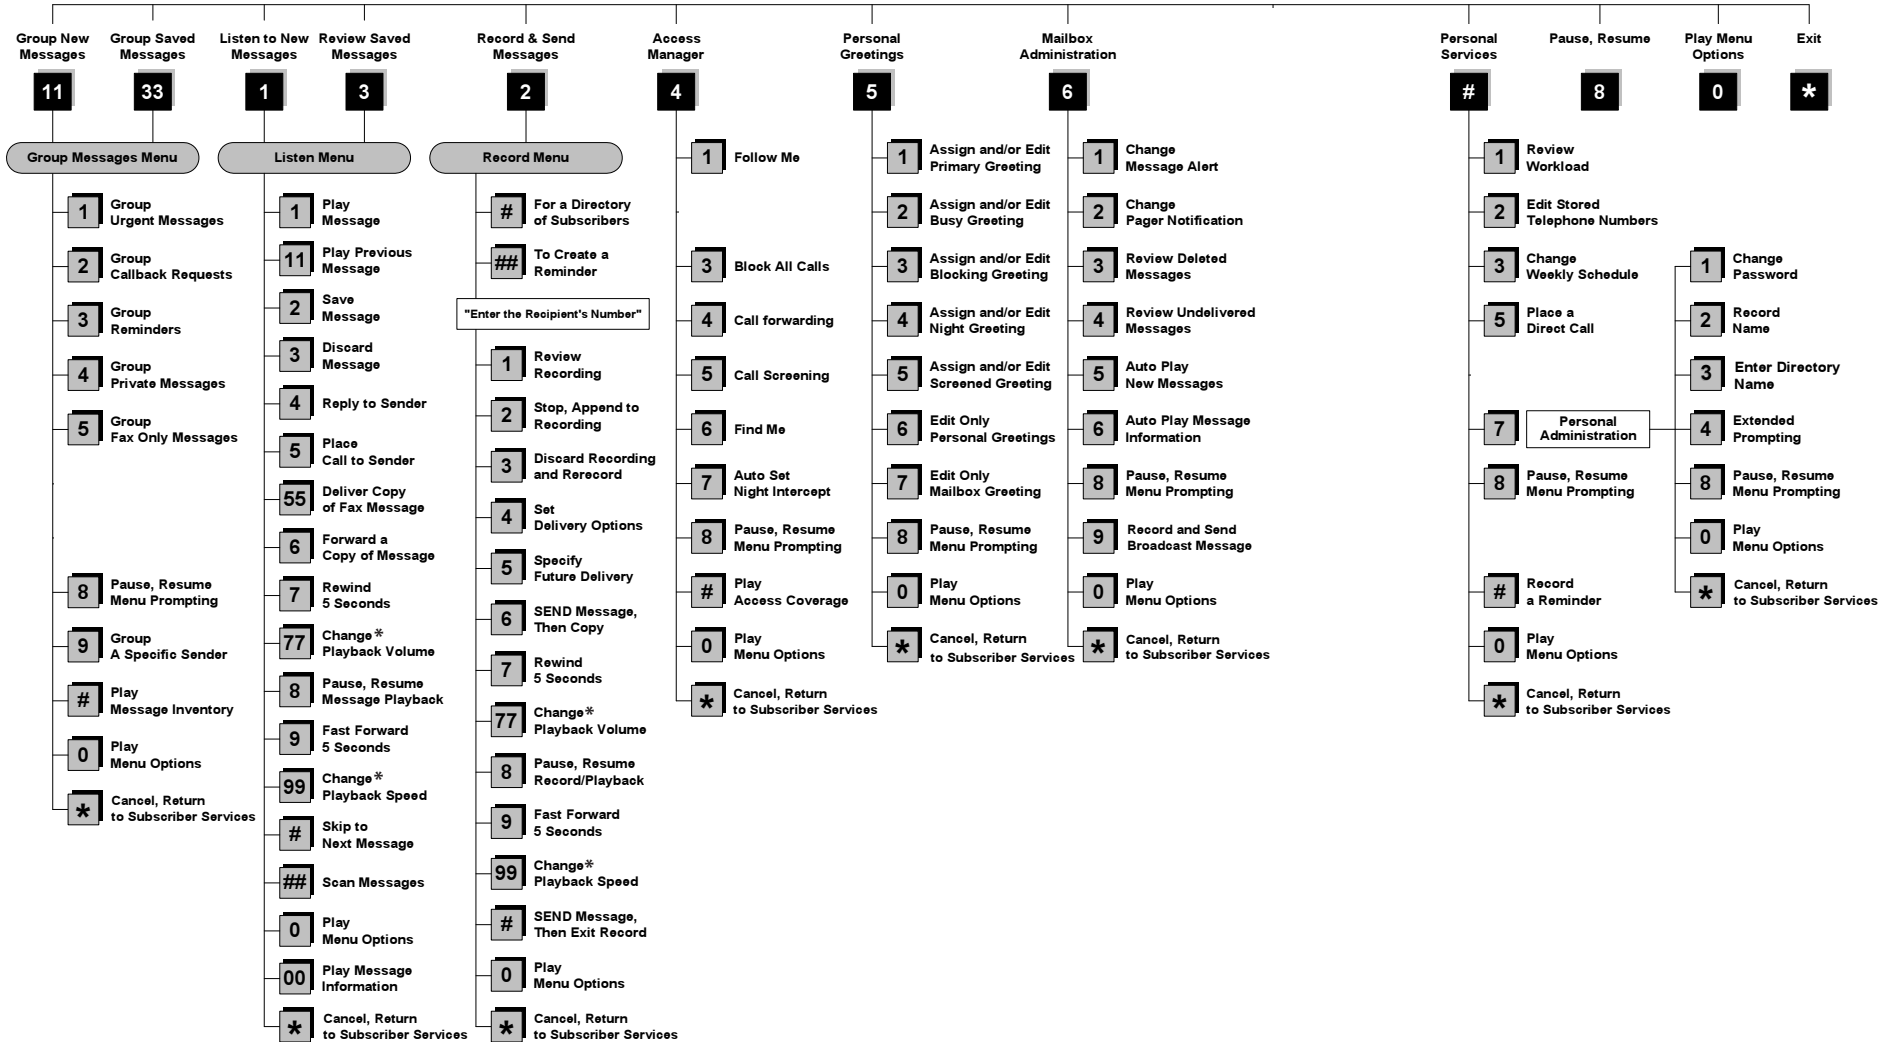 Group New
Messages
11
Group Saved
Messages
33
Group Messages Menu
1
Group
Urgent Messages
2
Group
Callback Requests
3
Group
Reminders
4
Group
Private Messages
5
Group
Fax Only Messages
8
Pause, Resume
Menu Prompting
9
Group
A Specific Sender
#
Play
Message Inventory
0
Play
Menu Options
*
Cancel, Return
to Subscriber Services
Listen to New
Messages
1
Review Saved
Messages
3
Listen Menu
1
Play
Message
11
Play Previous
Message
2
Save
Message
3
Discard
Message
4
Reply to Sender
5
Place
Call to Sender
55
Deliver Copy
of Fax Message
6
Forward a
Copy of Message
7
Rewind
5 Seconds
77
Change*
Playback Volume
8
Pause, Resume
Message Playback
9
Fast Forward
5 Seconds
99
Change*
Playback Speed
#
Skip to
Next Message
##
Scan Messages
0
Play
Menu Options
00
Play Message
Information
*
Cancel, Return
to Subscriber Services
Record & Send
Messages
2
Record Menu
#
For a Directory
of Subscribers
##
To Create a
Reminder
"Enter the Recipient's Number"
1
Review
Recording
2
Stop, Append to
Recording
3
Discard Recording
and Rerecord
4
Set
Delivery Options
5
Specify
Future Delivery
6
SEND Message,
Then Copy
7
Rewind
5 Seconds
77
Change*
Playback Volume
8
Pause, Resume
Record/Playback
9
Fast Forward
5 Seconds
99
Change*
Playback Speed
#
SEND Message,
Then Exit Record
0
Play
Menu Options
*
Cancel, Return
to Subscriber Services
Access
Manager
4
1
Follow Me
3
Block All Calls
4
Call forwarding
5
Call Screening
6
Find Me
7
Auto Set
Night Intercept
8
Pause, Resume
Menu Prompting
#
Play
Access Coverage
0
Play
Menu Options
*
Cancel, Return
to Subscriber Services
Personal
Greetings
5
1
Assign and/or Edit
Primary Greeting
2
Assign and/or Edit
Busy Greeting
3
Assign and/or Edit
Blocking Greeting
4
Assign and/or Edit
Night Greeting
5
Assign and/or Edit
Screened Greeting
6
Edit Only
Personal Greetings
7
Edit Only
Mailbox Greeting
8
Pause, Resume
Menu Prompting
0
Play
Menu Options
*
Cancel, Return
to Subscriber Services
Mailbox
Administration
6
1
Change
Message Alert
2
Change
Pager Notification
3
Review Deleted
Messages
4
Review Undelivered
Messages
5
Auto Play
New Messages
6
Auto Play Message
Information
8
Pause, Resume
Menu Prompting
9
Record and Send
Broadcast Message
0
Play
Menu Options
*
Cancel, Return
to Subscriber Services
Personal
Services
#
1
Review
Workload
2
Edit Stored
Telephone Numbers
3
Change
Weekly Schedule
5
Place a
Direct Call
7
Personal
Administration
8
Pause, Resume
Menu Prompting
#
Record
a Reminder
0
Play
Menu Options
*
Cancel, Return
to Subscriber Services
Pause, Resume
8
Play Menu
Options
0
Exit
*
1
Change
Password
2
Record
Name
3
Enter Directory
Name
4
Extended
Prompting
8
Pause, Resume
Menu Prompting
0
Play
Menu Options
*
Cancel, Return
to Subscriber Services